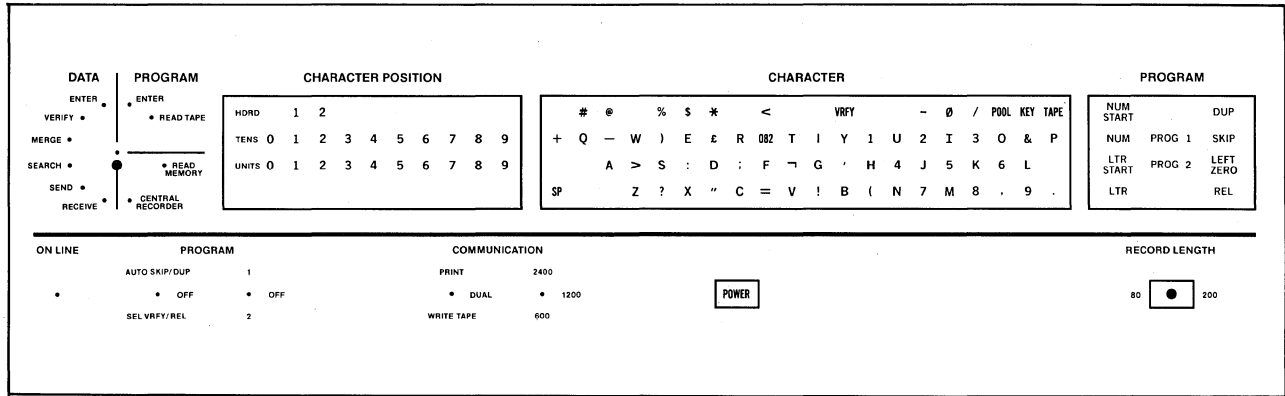 DATA PROGRAM CHARACTER POSITION CHARACTER PROGRAM
ENTER ENTER
VERIFY READ TAPE
MERGE
SEARCH READ MEMORY
SEND
RECEIVE CENTRAL RECORDER
HDRD 1 2
TENS 0 1 2 3 4 5 6 7 8 9
UNITS 0 1 2 3 4 5 6 7 8 9
# @ % $ * < VRFY - Ø / POOL KEY TAPE
+ Q — W ) E £ R 082 T I Y 1 U 2 I 3 O & P
A > S : D ; F ¬ G ' H 4 J 5 K 6 L
SP Z ? X " C = V ! B ( N 7 M 8 , 9 .
NUM START DUP
NUM PROG 1 SKIP
LTR START PROG 2 LEFT ZERO
LTR REL
ON LINE PROGRAM COMMUNICATION RECORD LENGTH
AUTO SKIP/DUP 1 PRINT 2400
OFF OFF DUAL 1200 POWER 80 200
SEL VRFY/REL 2 WRITE TAPE 600